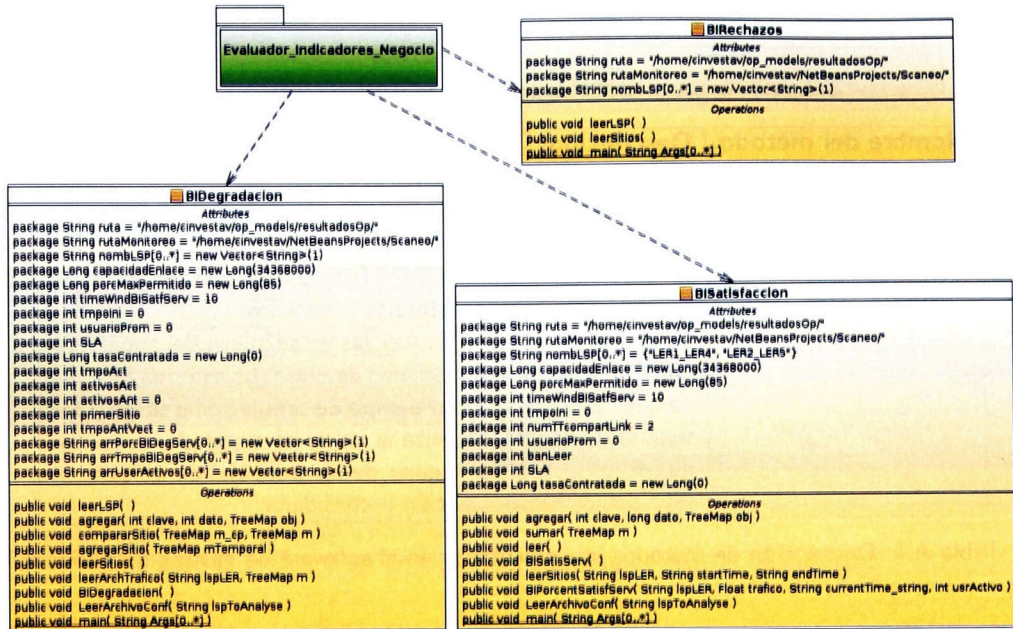 Evaluador_Indicadores_Negocio
BIRechazos
Attributes
package String ruta = "/home/cinvestav/op_models/resultadosOp/"
package String rutaMonitoreo = "/home/cinvestav/NetBeansProjects/Scaneo/"
package String nombLSP[0..*] = new Vector<String>(1)
Operations
public void leerLSP( )
public void leerSitios( )
public void main( String Args[0..*] )
BIDegradacion
Attributes
package String ruta = "/home/cinvestav/op_models/resultadosOp/"
package String rutaMonitoreo = "/home/cinvestav/NetBeansProjects/Scaneo/"
package String nombLSP[0..*] = new Vector<String>(1)
package Long capacidadEnlace = new Long(34368000)
package Long porcMaxPermitido = new Long(85)
package int timeWindBISatfServ = 10
package int tmpoIni = 0
package int usuarioProm = 0
package int SLA
package Long tasaContratada = new Long(0)
package int tmpoAct
package int activosAct
package int activosAnt = 0
package int primerSitio
package int tmpoAntVect = 0
package String arrPorcBIDegServ[0..*] = new Vector<String>(1)
package String arrTmpoBIDegServ[0..*] = new Vector<String>(1)
package String arrUserActivos[0..*] = new Vector<String>(1)
Operations
public void leerLSP( )
public void agregar( int clave, int dato, TreeMap obj )
public void compararSitio( TreeMap m_cp, TreeMap m )
public void agregarSitio( TreeMap mTemporal )
public void leerSitios( )
public void leerArchTrafico( String lspLER, TreeMap m )
public void BIDegradacion( )
public void LeerArchivoConf( String lspToAnalyse )
public void main( String Args[0..*] )
BISatisfaccion
Attributes
package String ruta = "/home/cinvestav/op_models/resultadosOp/"
package String rutaMonitoreo = "/home/cinvestav/NetBeansProjects/Scaneo/"
package String nombLSP[0..*] = {"LER1_LER4", "LER2_LER5"}
package Long capacidadEnlace = new Long(34368000)
package Long porcMaxPermitido = new Long(85)
package int timeWindBISatfServ = 10
package int tmpoIni = 0
package int numTTcompartLink = 2
package int usuarioProm = 0
package int banLeer
package int SLA
package Long tasaContratada = new Long(0)
Operations
public void agregar( int clave, long dato, TreeMap obj )
public void sumar( TreeMap m )
public void leer( )
public void BISatisServ( )
public void leerSitios( String lspLER, String startTime, String endTime )
public void BIPorcentSatisfServ( String lspLER, Float trafico, String currentTime_string, int usrActivo )
public void LeerArchivoConf( String lspToAnalyse )
public void main( String Args[0..*] )